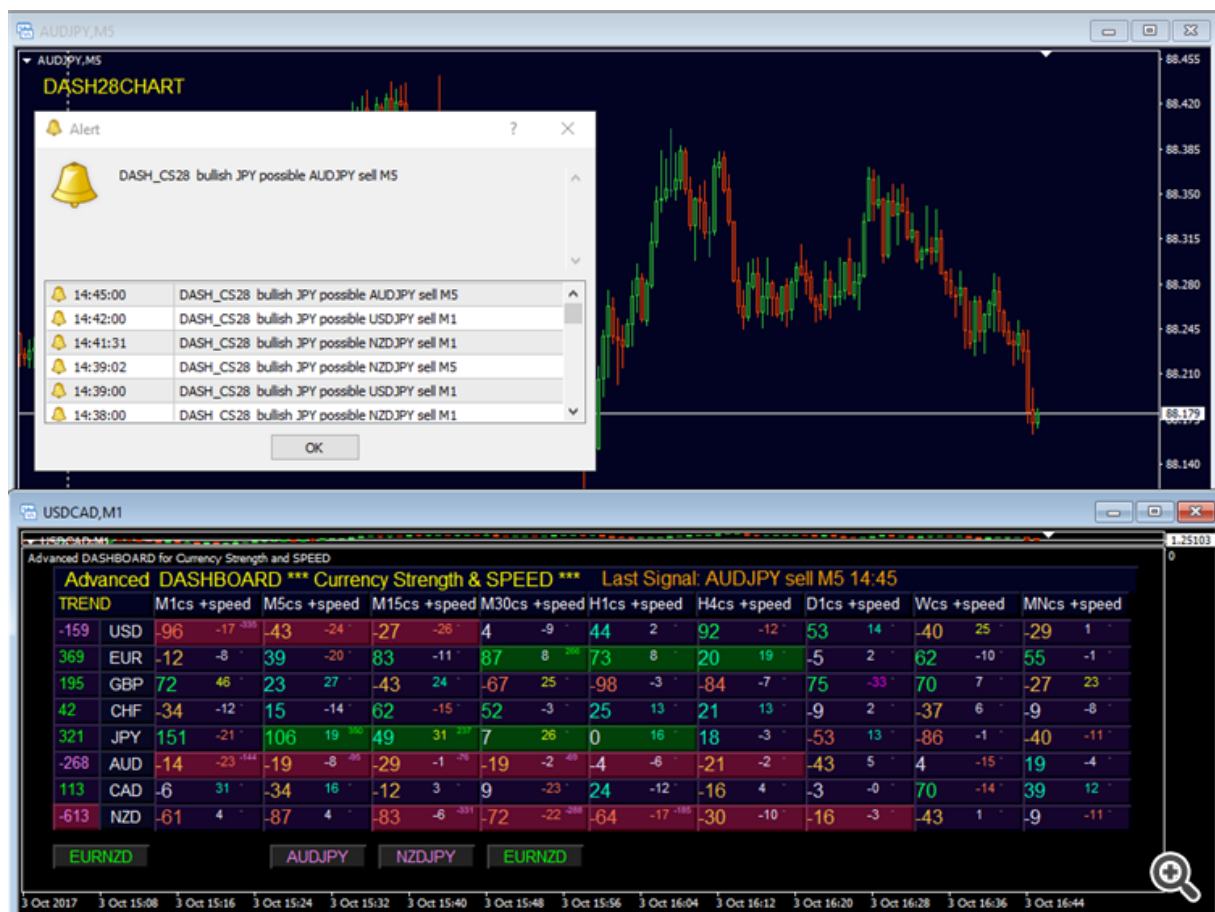 AUDJPY,M5
AUDJPY,M5
DASH28CHART
88.455
88.420
88.385
88.350
88.315
88.280
88.245
88.210
88.179
88.140
Alert
?
DASH_CS28 bullish JPY possible AUDJPY sell M5
14:45:00 DASH_CS28 bullish JPY possible AUDJPY sell M5
14:42:00 DASH_CS28 bullish JPY possible USDJPY sell M1
14:41:31 DASH_CS28 bullish JPY possible NZDJPY sell M1
14:39:02 DASH_CS28 bullish JPY possible NZDJPY sell M5
14:39:00 DASH_CS28 bullish JPY possible USDJPY sell M1
14:38:00 DASH_CS28 bullish JPY possible NZDJPY sell M1
OK
USDCAD,M1
1.25103
0
Advanced DASHBOARD for Currency Strength and SPEED
Advanced DASHBOARD *** Currency Strength & SPEED *** Last Signal: AUDJPY sell M5 14:45
TREND M1cs +speed M5cs +speed M15cs +speed M30cs +speed H1cs +speed H4cs +speed D1cs +speed Wcs +speed MNcs +speed
-159 USD -96 -17 -335 -43 -24 -27 -26 4 -9 44 2 92 -12 53 14 -40 25 -29 1
369 EUR -12 -8 39 -20 83 -11 87 8 266 73 8 20 19 -5 2 62 -10 55 -1
195 GBP 72 46 23 27 -43 24 -67 25 -98 -3 -84 -7 75 -33 70 7 -27 23
42 CHF -34 -12 15 -14 62 -15 52 -3 25 13 21 13 -9 2 -37 6 -9 -8
321 JPY 151 -21 106 19 350 49 31 237 7 26 0 16 18 -3 -53 13 -86 -1 -40 -11
-268 AUD -14 -23 -144 -19 -8 -95 -29 -1 -76 -19 -2 -69 -4 -6 -21 -2 -43 5 4 -15 19 -4
113 CAD -6 31 -34 16 -12 3 9 -23 24 -12 -16 4 -3 -0 70 -14 39 12
-613 NZD -61 4 -87 4 -83 -6 -331 -72 -22 -288 -64 -17 -185 -30 -10 -16 -3 -43 1 -9 -11
EURNZD AUDJPY NZDJPY EURNZD
3 Oct 2017 3 Oct 15:08 3 Oct 15:16 3 Oct 15:24 3 Oct 15:32 3 Oct 15:40 3 Oct 15:48 3 Oct 15:56 3 Oct 16:04 3 Oct 16:12 3 Oct 16:20 3 Oct 16:28 3 Oct 16:36 3 Oct 16:44